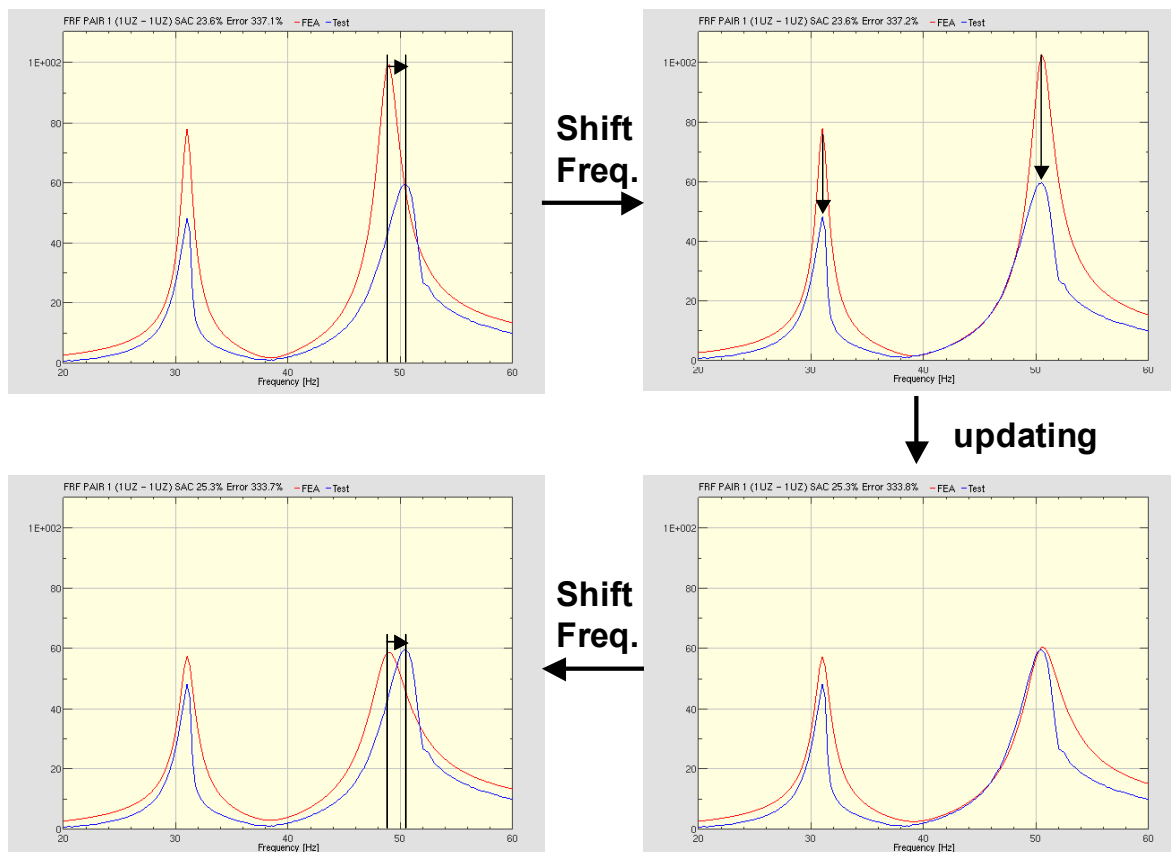 FRF PAIR 1 (1UZ - 1UZ) SAC 23.6% Error 337.1% - FEA - Test
1E+002
80
60
40
20
0
20 30 40 50 60
Frequency [Hz]
Shift
Freq.
FRF PAIR 1 (1UZ - 1UZ) SAC 23.6% Error 337.2% - FEA - Test
1E+002
80
60
40
20
0
20 30 40 50 60
Frequency [Hz]
updating
FRF PAIR 1 (1UZ - 1UZ) SAC 25.3% Error 333.7% - FEA - Test
1E+002
80
60
40
20
0
20 30 40 50 60
Frequency [Hz]
Shift
Freq.
FRF PAIR 1 (1UZ - 1UZ) SAC 25.3% Error 333.8% - FEA - Test
1E+002
80
60
40
20
0
20 30 40 50 60
Frequency [Hz]